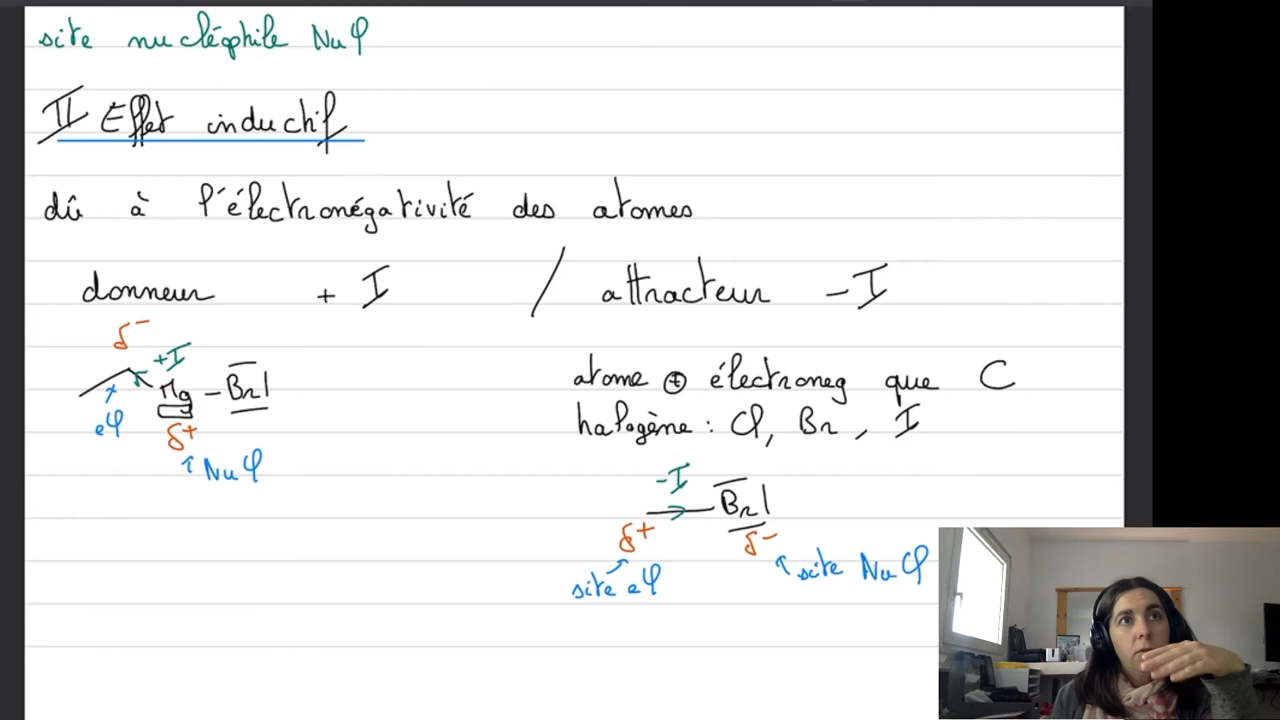 site nucléophile Nuφ
II Effet inductif
dû à l'électronégativité des atomes
donneur + I / attracteur - I
δ-
+I
Mg - Br
eφ
δ+
Nuφ
atome ⊕ électroneg que C
halogène : Cl, Br, I
-I
Br
δ+
δ-
site eφ
site Nuφ